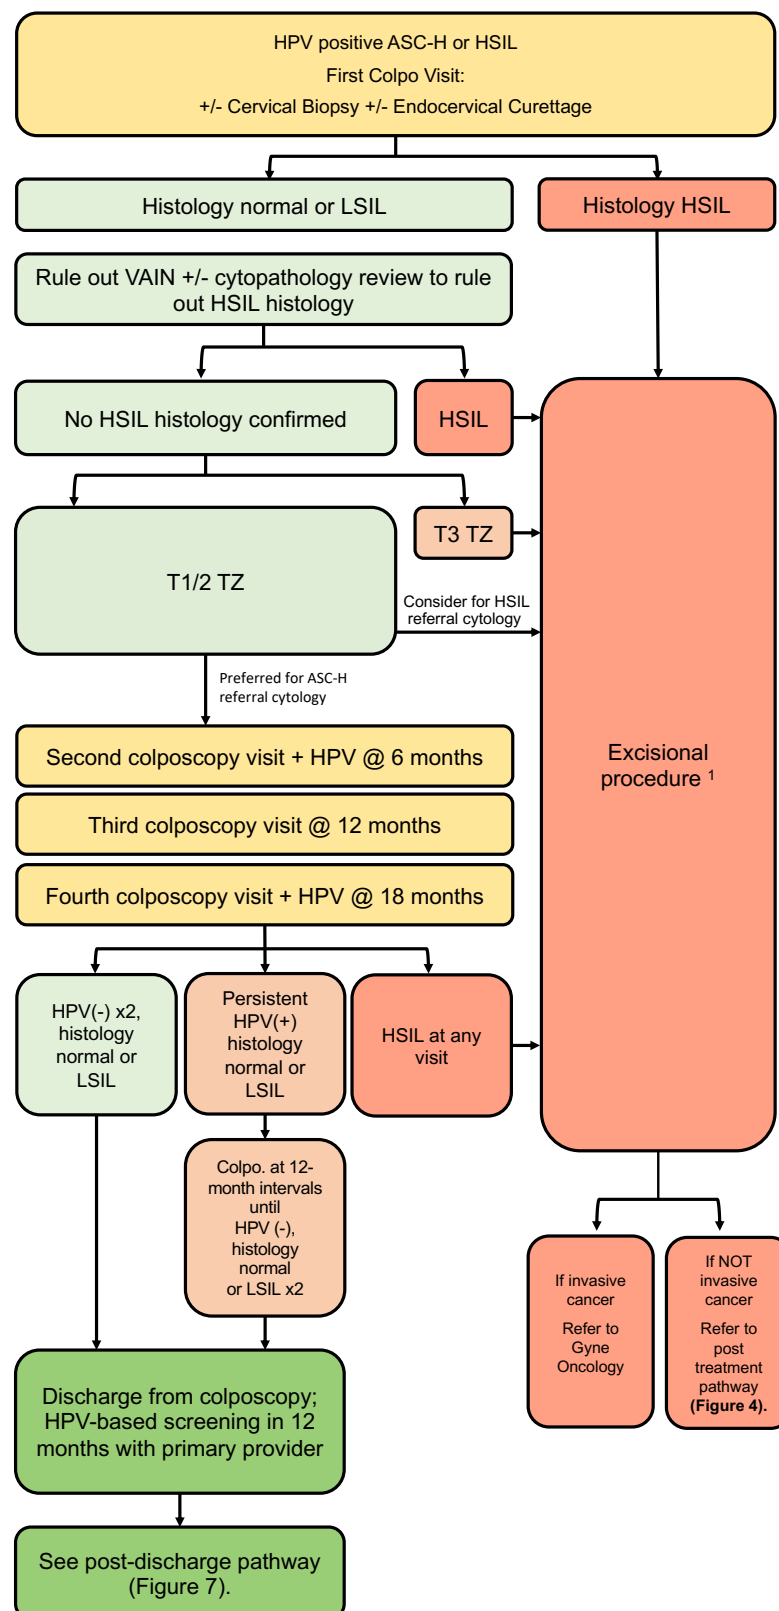 HPV positive ASC-H or HSIL
First Colpo Visit:
+/- Cervical Biopsy +/- Endocervical Curettage
Histology normal or LSIL
Histology HSIL
Rule out VAIN +/- cytopathology review to rule
out HSIL histology
No HSIL histology confirmed
HSIL
T1/2 TZ
T3 TZ
Consider for HSIL
referral cytology
Preferred for ASC-H
referral cytology
Second colposcopy visit + HPV @ 6 months
Third colposcopy visit @ 12 months
Fourth colposcopy visit + HPV @ 18 months
Excisional
procedure ¹
HPV(-) x2,
histology
normal or
LSIL
Persistent
HPV(+)
histology
normal or
LSIL
HSIL at any
visit
Colpo. at 12-
month intervals
until
HPV (-),
histology
normal
or LSIL x2
If invasive
cancer
Refer to
Gyne
Oncology
If NOT
invasive
cancer
Refer to
post
treatment
pathway
(Figure 4).
Discharge from colposcopy;
HPV-based screening in 12
months with primary provider
See post-discharge pathway
(Figure 7).